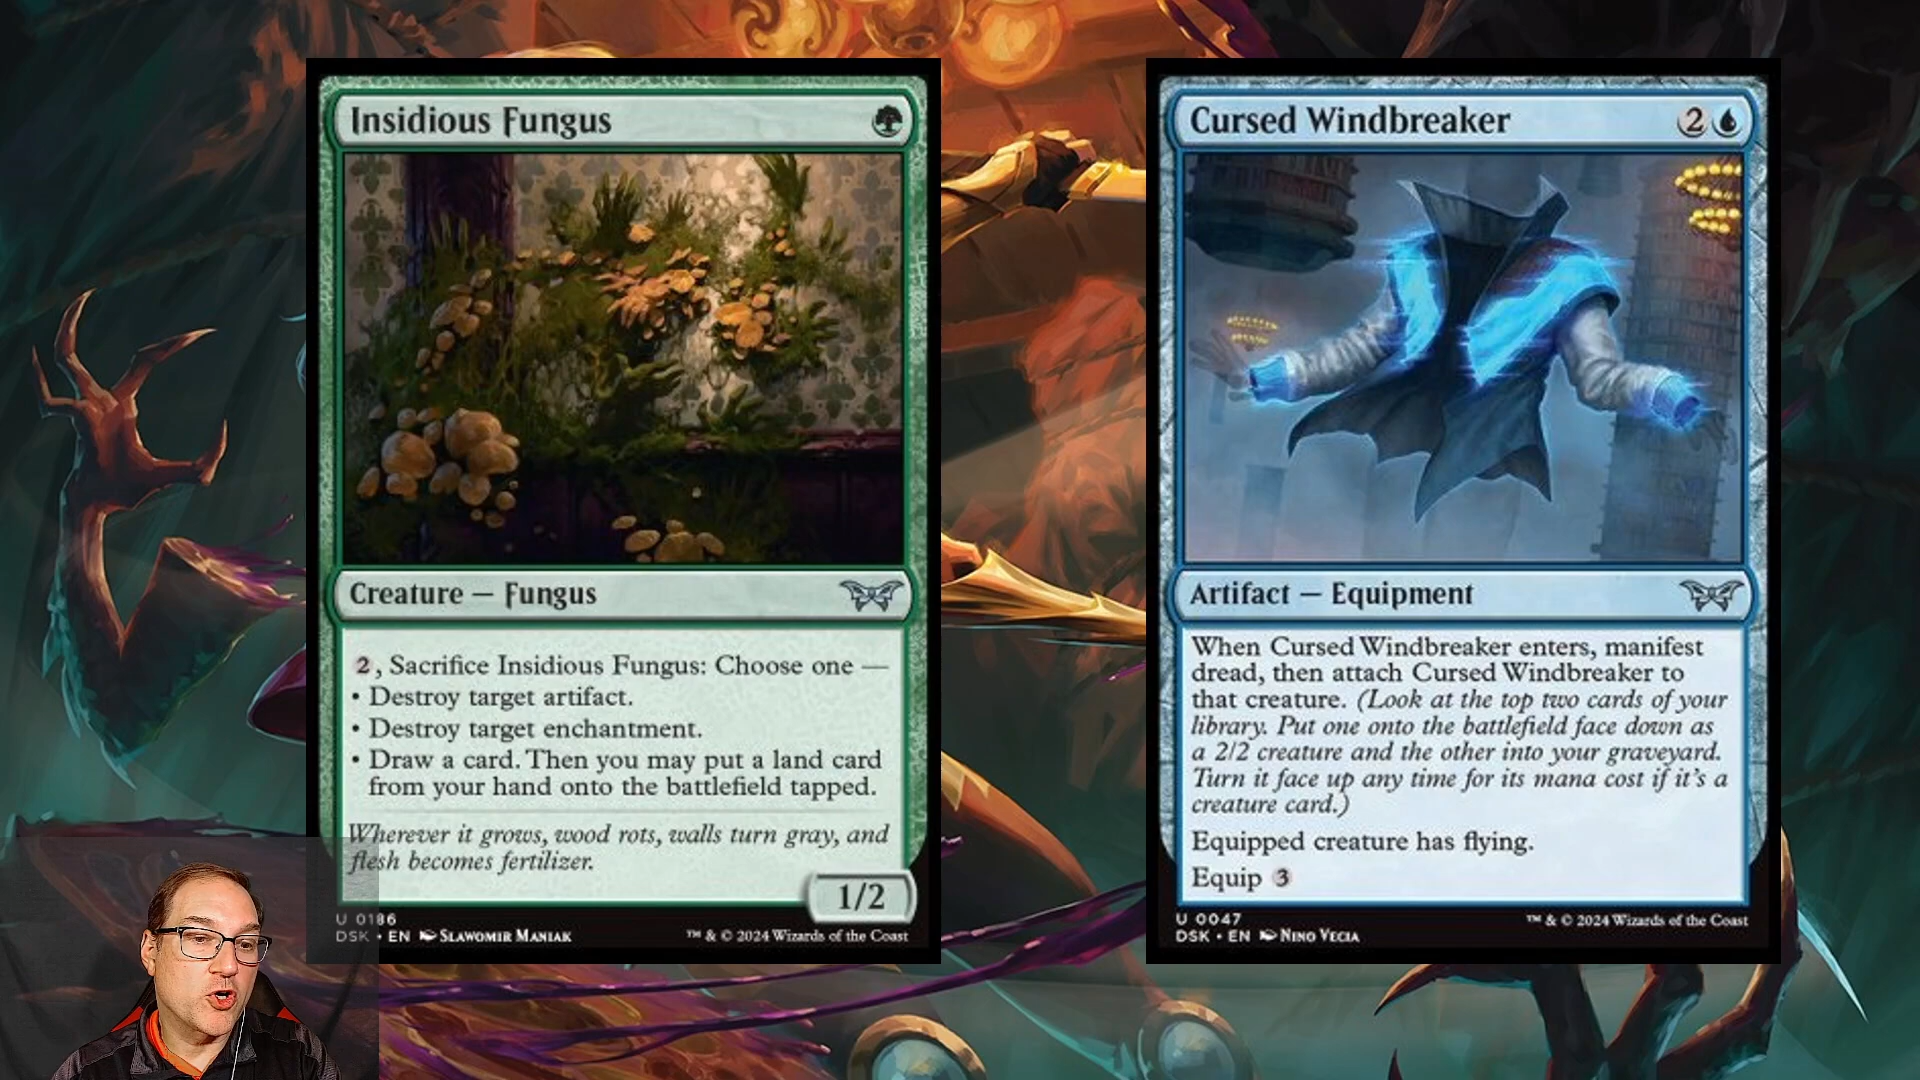 Insidious Fungus
Creature — Fungus
2, Sacrifice Insidious Fungus: Choose one —
• Destroy target artifact.
• Destroy target enchantment.
• Draw a card. Then you may put a land card
from your hand onto the battlefield tapped.
Wherever it grows, wood rots, walls turn gray, and
flesh becomes fertilizer.
1/2
U 0186
DSK • EN SLAWOMIR MANIAK
™ & © 2024 Wizards of the Coast
Cursed Windbreaker 2
Artifact — Equipment
When Cursed Windbreaker enters, manifest
dread, then attach Cursed Windbreaker to
that creature. (Look at the top two cards of your
library. Put one onto the battlefield face down as
a 2/2 creature and the other into your graveyard.
Turn it face up any time for its mana cost if it's a
creature card.)
Equipped creature has flying.
Equip 3
U 0047
DSK • EN NINO VECIA
™ & © 2024 Wizards of the Coast